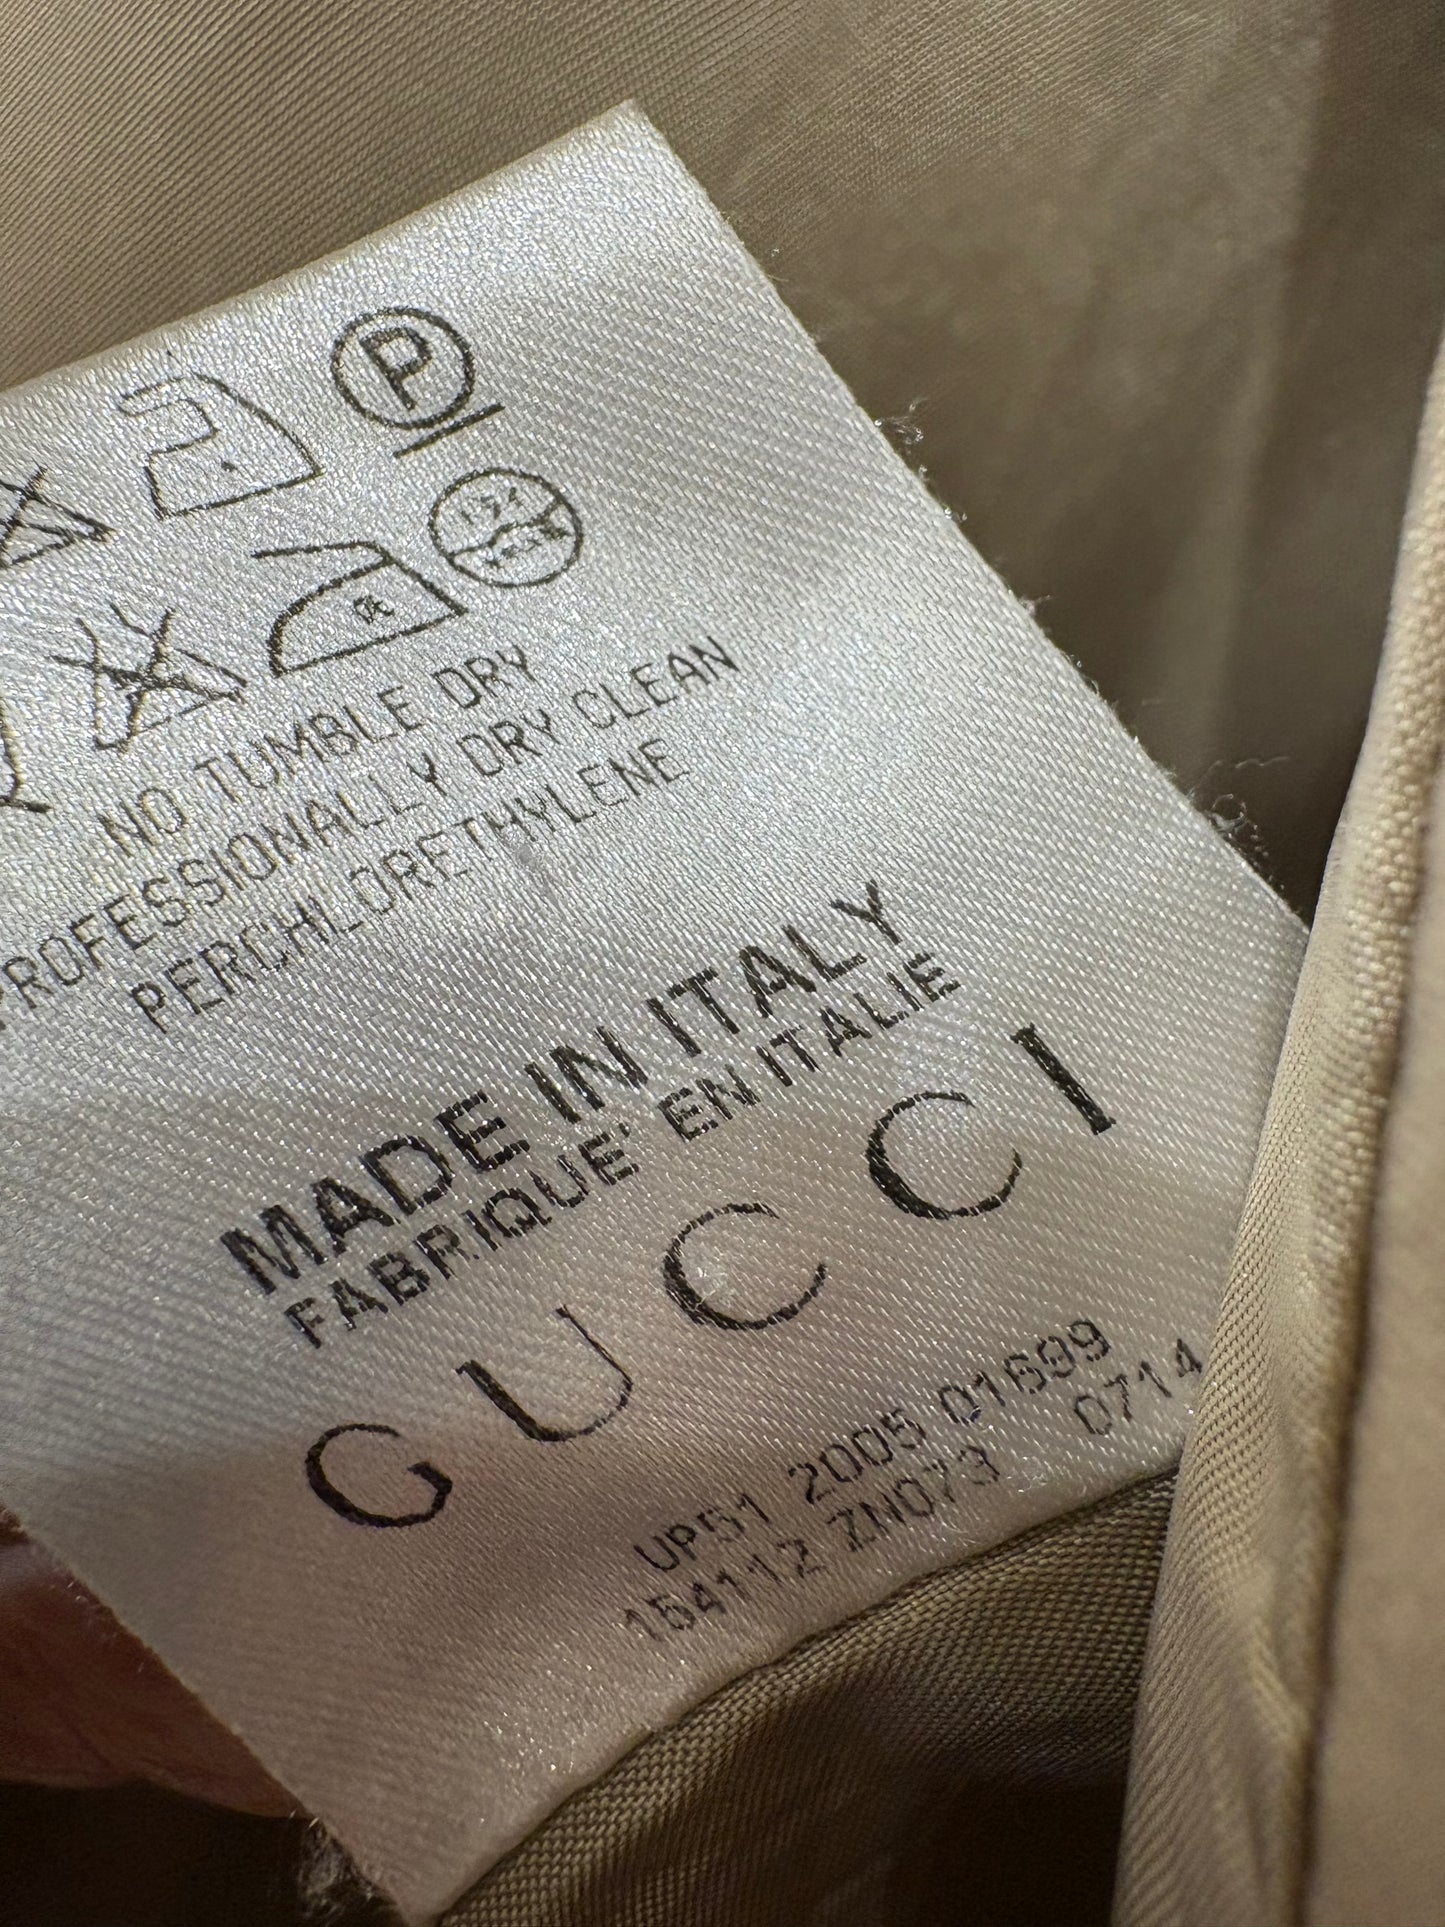 P
低
NO TUMBLE DRY
PROFESSIONALLY DRY CLEAN
PERCHLORETHYLENE
MADE IN ITALY
FABRIQUE' EN ITALIE
GUCCI
UP51 2005 01699
154112 ZN073 0714